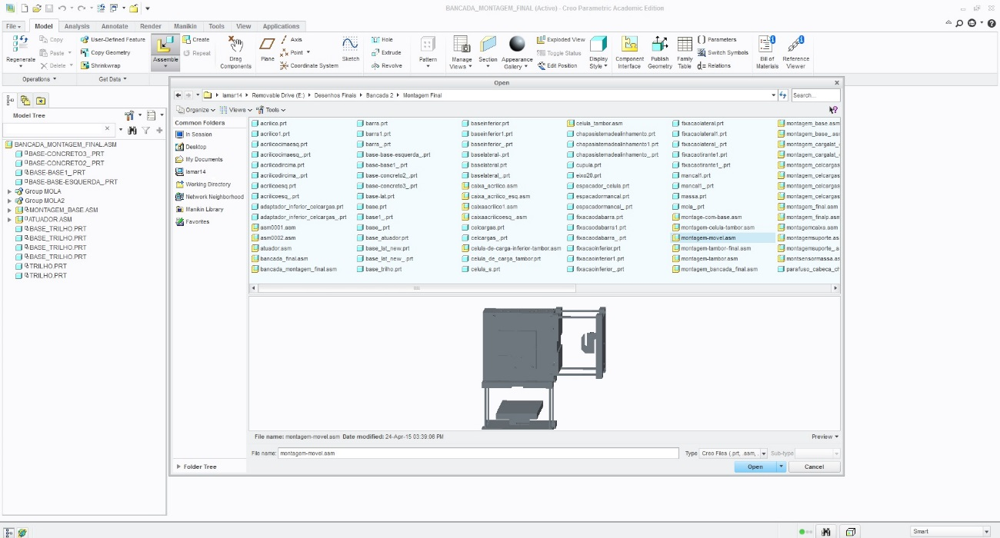 BANCADA_MONTAGEM_FINAL (Active) - Creo Parametric Academic Edition
File Model Analysis Annotate Render Manikin Tools View Applications
Regenerate
Copy
Paste
Delete
User-Defined Feature
Copy Geometry
Shrinkwrap
Assemble
Create
Repeat
Drag Components
Plane
Axis
Point
Coordinate System
Sketch
Hole
Extrude
Revolve
Pattern
Manage Views
Section
Appearance Gallery
Exploded View
Toggle Status
Edit Position
Display Style
Component Interface
Publish Geometry
Family Table
Parameters
Switch Symbols
Relations
Bill of Materials
Reference Viewer
Operations
Get Data
Model Tree
BANCADA_MONTAGEM_FINAL.ASM
BASE-CONCRETO3_.PRT
BASE-CONCRETO2_.PRT
BASE-BASE1_.PRT
BASE-BASE-ESQUERDA_.PRT
Group MOLA
Group MOLA2
MONTAGEM_BASE.ASM
ATUADOR.ASM
BASE_TRILHO.PRT
BASE_TRILHO.PRT
BASE_TRILHO.PRT
BASE_TRILHO.PRT
TRILHO.PRT
TRILHO.PRT
Open
lamar14 Removable Drive (E:) Desenhos Finais Bancada 2 Montagem Final
Search...
Organize Views Tools
Common Folders
In Session
Desktop
My Documents
lamar14
Working Directory
Network Neighborhood
Manikin Library
Favorites
Folder Tree
acrilico.prt
acrilico1.prt
acrilicocimaesq.prt
acrilicocimaesq_.prt
acrilicodircima.prt
acrilicodircima_.prt
acrilicoesq.prt
acrilicoesq_.prt
adaptador_inferior_celcargas.prt
adaptador_inferior_celcargas_.prt
asm0001.asm
asm0002.asm
atuador.asm
bancada_final.asm
bancada_montagem_final.asm
barra.prt
barra1.prt
barra_.prt
base-base-esquerda_.prt
base-base1_.prt
base-concreto2_.prt
base-concreto3_.prt
base-lat.prt
base.prt
base1_.prt
base_.prt
base_atuador.prt
base_lat_new.prt
base_lat_new_.prt
base_trilho.prt
baseinferior.prt
baseinferior1.prt
baseinferior_.prt
baselateral-.prt
baselateral.prt
baselateral_.prt
caixa_acrilico.asm
caixa_acrilico_esq.asm
caixaacrilico1.asm
caixaacrilicoesq_.asm
celcargas.prt
celcargas_.prt
celula-de-carga-inferior-tambor.asm
celula_de_carga_tambor.prt
celula_s.prt
celula_tambor.asm
chapasistemadealinhamento.prt
chapasistemadealinhamento1.prt
chapasistemadealinhamento_.prt
cupula.prt
eixo20.prt
espacador_celula.prt
espacadormancal.prt
espacadormancal_.prt
fixacaodabarra.prt
fixacaodabarra1.prt
fixacaodabarra_.prt
fixacaoinferior.prt
fixacaoinferior1.prt
fixacaoinferior_.prt
fixacaolateral.prt
fixacaolateral1.prt
fixacaolateral_.prt
fixacaotirante1.prt
fixacaotirante1_.prt
mancal1.prt
mancal1_.prt
massa.prt
mola_.prt
montage-com-base.asm
montagem-celula-tambor.asm
montagem-movel.asm
montagem-tambor-final.asm
montagem-tambor.asm
montagem_bancada_final.asm
montagem_base.asm
montagem_base_.asm
montagem_cargalat_
montagem_cargalat_
montagem_celcargas
montagem_celcargas
montagem_celcargas
montagem_celcargas
montagem_final.asm
montagem_finalp.asm
montagemcaixa.asm
montagemsuporte.as
montagemsuporte_.a
montsensormassa.as
parafuso_cabeca_ch
File name: montagem-movel.asm Date modified: 24-Apr-15 03:39:06 PM
Preview
File name: montagem-movel.asm
Type Creo Files (.prt, .asm, . Sub-type
Open Cancel
Smart